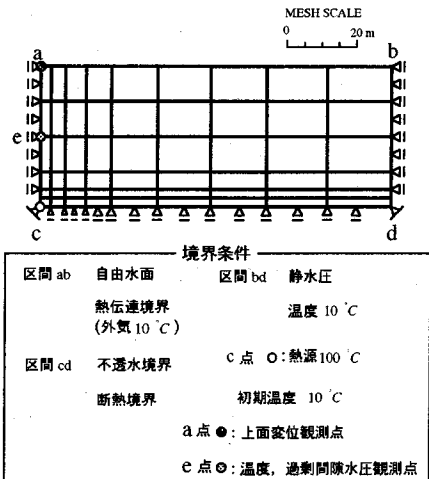 MESH SCALE
0 20 m
a b
e
c d
境界条件
区間 ab 自由水面 区間 bd 静水圧
熱伝達境界 温度 10 ℃
(外気 10 ℃)
区間 cd 不透水境界 c 点 ○:熱源100 ℃
断熱境界 初期温度 10 ℃
a 点 ●:上面変位観測点
e 点 ⊗:温度,過剰間隙水圧観測点